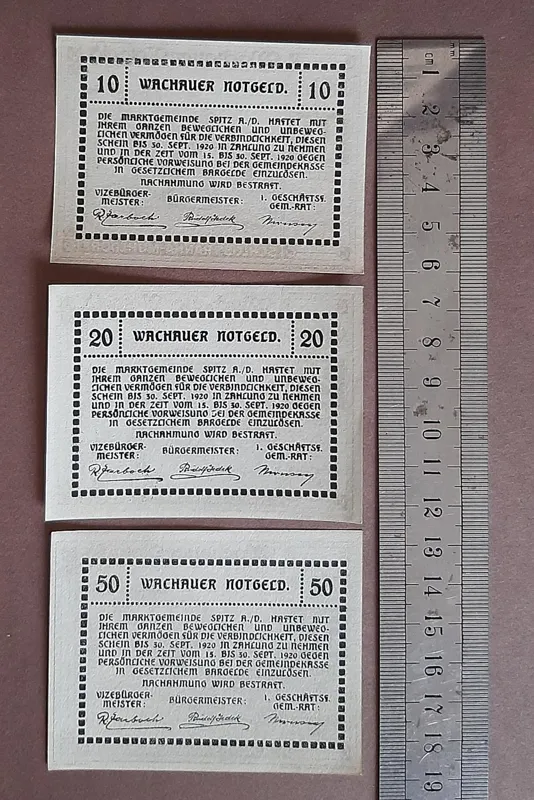 10 WACHAUER NOTGELD. 10
DIE MARKTGEMEINDE SPITZ A./D. HAFTET MIT
IHREM GANZEN BEWEGLICHEN UND UNBEWEG-
LICHEN VERMÖGEN FÜR DIE VERBINDLICHKEIT, DIESEN
SCHEIN BIS 30. SEPT. 1920 IN ZAHLUNG ZU NEHMEN
UND IN DER ZEIT VOM 15. BIS 30. SEPT. 1920 GEGEN
PERSÖNLICHE VORWEISUNG BEI DER GEMEINDEKASSE
IN GESETZLICHEM BARGELDE EINZULÖSEN.
NACHAHMUNG WIRD BESTRAFT.
VIZEBÜRGER-
MEISTER:
BÜRGERMEISTER:
1. GESCHÄFTSF.
GEM.-RAT:
20 WACHAUER NOTGELD. 20
DIE MARKTGEMEINDE SPITZ A./D. HAFTET MIT
IHREM GANZEN BEWEGLICHEN UND UNBEWEG-
LICHEN VERMÖGEN FÜR DIE VERBINDLICHKEIT, DIESEN
SCHEIN BIS 30. SEPT. 1920 IN ZAHLUNG ZU NEHMEN
UND IN DER ZEIT VOM 15. BIS 30. SEPT. 1920 GEGEN
PERSÖNLICHE VORWEISUNG BEI DER GEMEINDEKASSE
IN GESETZLICHEM BARGELDE EINZULÖSEN.
NACHAHMUNG WIRD BESTRAFT.
VIZEBÜRGER-
MEISTER:
BÜRGERMEISTER:
1. GESCHÄFTSF.
GEM.-RAT:
50 WACHAUER NOTGELD. 50
DIE MARKTGEMEINDE SPITZ A./D. HAFTET MIT
IHREM GANZEN BEWEGLICHEN UND UNBEWEG-
LICHEN VERMÖGEN FÜR DIE VERBINDLICHKEIT, DIESEN
SCHEIN BIS 30. SEPT. 1920 IN ZAHLUNG ZU NEHMEN
UND IN DER ZEIT VOM 15. BIS 30. SEPT. 1920 GEGEN
PERSÖNLICHE VORWEISUNG BEI DER GEMEINDEKASSE
IN GESETZLICHEM BARGELDE EINZULÖSEN.
NACHAHMUNG WIRD BESTRAFT.
VIZEBÜRGER-
MEISTER:
BÜRGERMEISTER:
1. GESCHÄFTSF.
GEM.-RAT:
cm mm
1
2
3
4
5
6
7
8
9
10
11
12
13
14
15
16
17
18
19